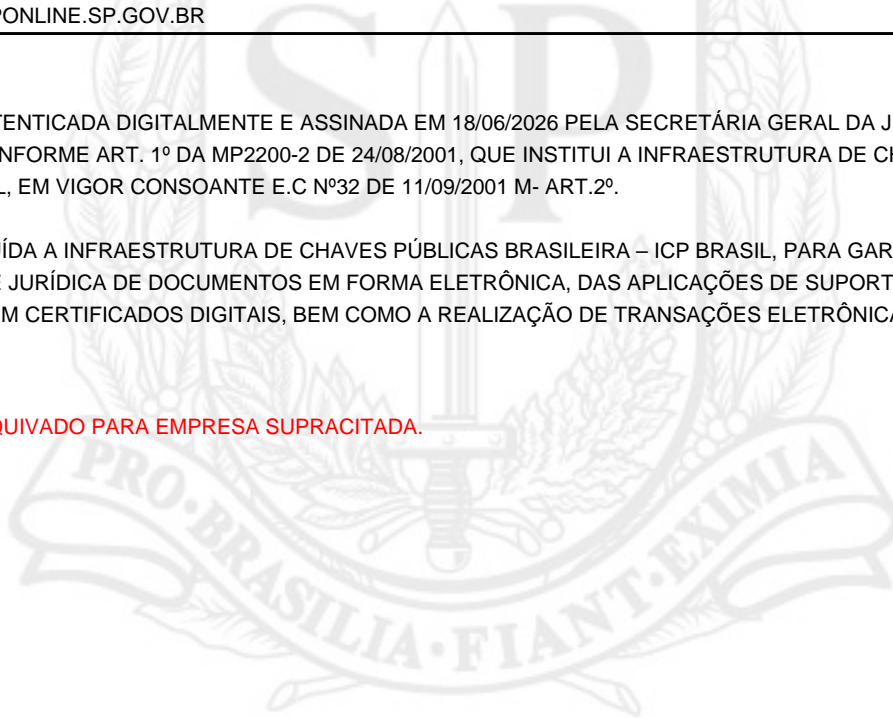 PONLINE.SP.GOV.BR
TENTICADA DIGITALMENTE E ASSINADA EM 18/06/2026 PELA SECRETÁRIA GERAL DA J
NFORME ART. 1º DA MP2200-2 DE 24/08/2001, QUE INSTITUI A INFRAESTRUTURA DE CH
L, EM VIGOR CONSOANTE E.C Nº32 DE 11/09/2001 M- ART.2º.
UÍDA A INFRAESTRUTURA DE CHAVES PÚBLICAS BRASILEIRA – ICP BRASIL, PARA GAR
E JURÍDICA DE DOCUMENTOS EM FORMA ELETRÔNICA, DAS APLICAÇÕES DE SUPORT
M CERTIFICADOS DIGITAIS, BEM COMO A REALIZAÇÃO DE TRANSAÇÕES ELETRÔNICA
QUIVADO PARA EMPRESA SUPRACITADA.
SP
PRO·BRASILIA·FIANT·EXIMIA